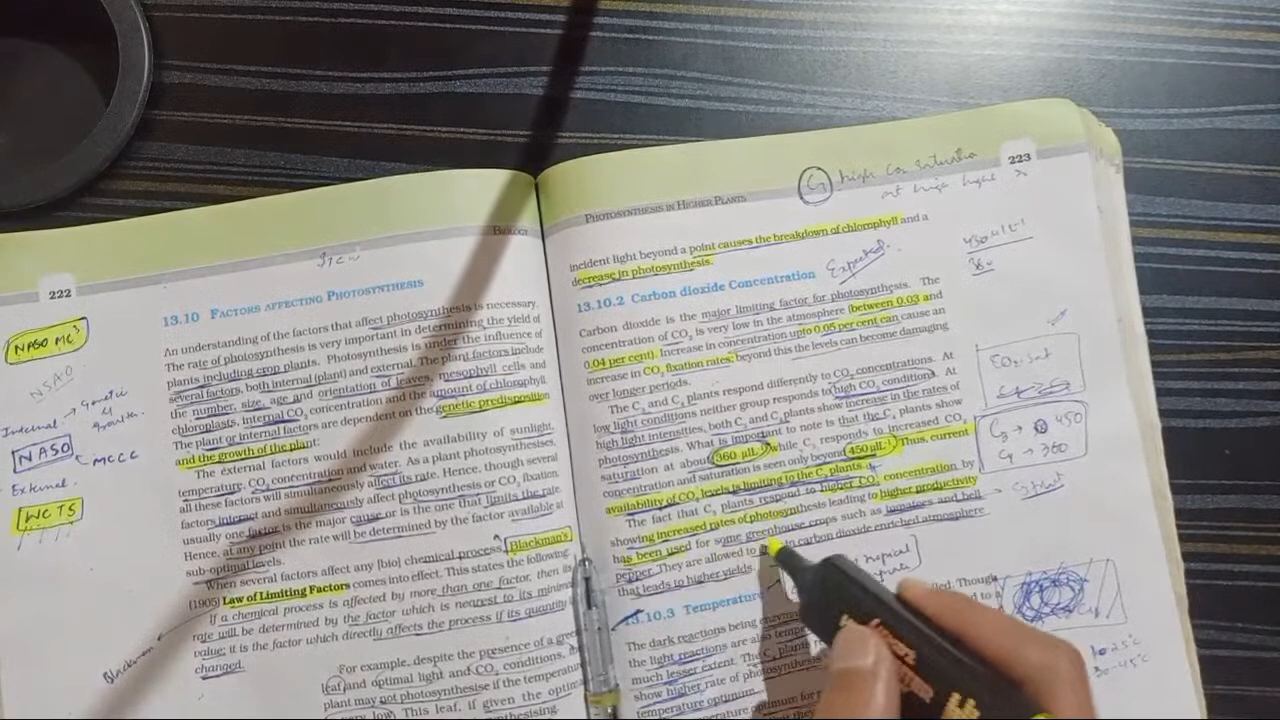 BIOLOGY
222
13.10 FACTORS AFFECTING PHOTOSYNTHESIS
An understanding of the factors that affect photosynthesis is necessary.
The rate of photosynthesis is very important in determining the yield of
plants including crop plants. Photosynthesis is under the influence of
several factors, both internal (plant) and external. The plant factors include
the number, size, age and orientation of leaves, mesophyll cells and
chloroplasts, internal CO₂ concentration and the amount of chlorophyll.
The plant or internal factors are dependent on the genetic predisposition
and the growth of the plant.
The external factors would include the availability of sunlight,
temperature, CO₂ concentration and water. As a plant photosynthesises,
all these factors will simultaneously affect its rate. Hence, though several
factors interact and simultaneously affect photosynthesis or CO₂ fixation,
usually one factor is the major cause or is the one that limits the rate.
Hence, at any point the rate will be determined by the factor available at
sub-optimal levels.
When several factors affect any [bio] chemical process, Blackman's
(1905) Law of Limiting Factors comes into effect. This states the following:
If a chemical process is affected by more than one factor, then its
rate will be determined by the factor which is nearest to its minimal
value: it is the factor which directly affects the process if its quantity
changed.
For example, despite the presence of a green
leaf and optimal light and CO₂ conditions, the
plant may not photosynthesise if the temperature
very low This leaf, if given the optimal
NASO
Internal → Genetic
Growth
NASO
MCCC
External
WCTS
Blackman
PHOTOSYNTHESIS IN HIGHER PLANTS
223
incident light beyond a point causes the breakdown of chlorophyll and a
decrease in photosynthesis.
13.10.2 Carbon dioxide Concentration
Expected
Carbon dioxide is the major limiting factor for photosynthesis. The
concentration of CO₂ is very low in the atmosphere (between 0.03 and
0.04 per cent). Increase in concentration upto 0.05 per cent can cause an
increase in CO₂ fixation rates; beyond this the levels can become damaging
over longer periods.
The C₃ and C₄ plants respond differently to CO₂ concentrations. At
low light conditions neither group responds to high CO₂ conditions. At
high light intensities, both C₃ and C₄ plants show increase in the rates of
photosynthesis. What is important to note is that the C₄ plants show
saturation at about 360 µlL⁻¹ while C₃ responds to increased CO₂
concentration and saturation is seen only beyond 450 µlL⁻¹. Thus, current
availability of CO₂ levels is limiting to the C₃ plants.
The fact that C₃ plants respond to higher CO₂ concentration by
showing increased rates of photosynthesis leading to higher productivity
has been used for some greenhouse crops such as tomatoes and bell
pepper. They are allowed to in carbon dioxide enriched atmosphere
that leads to higher yields.
13.10.3 Temperature
The dark reactions being
the light reactions are also
much lesser extent. The C₄ plants
show higher rate of photosynthesis
temperature optimum.
C₃ → 450
C₄ → 360